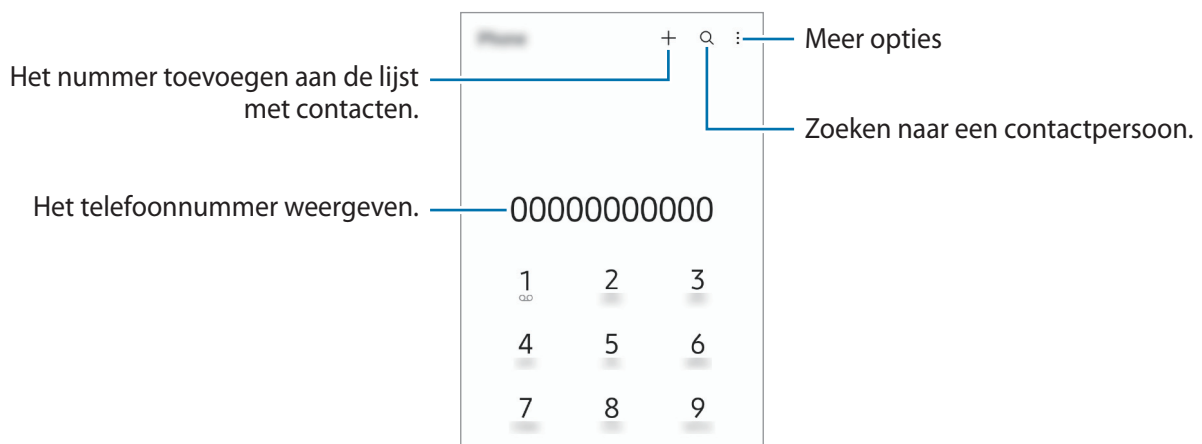 Meer opties
Het nummer toevoegen aan de lijst
met contacten.
Zoeken naar een contactpersoon.
Het telefoonnummer weergeven.
00000000000
1 2 3
4 5 6
7 8 9